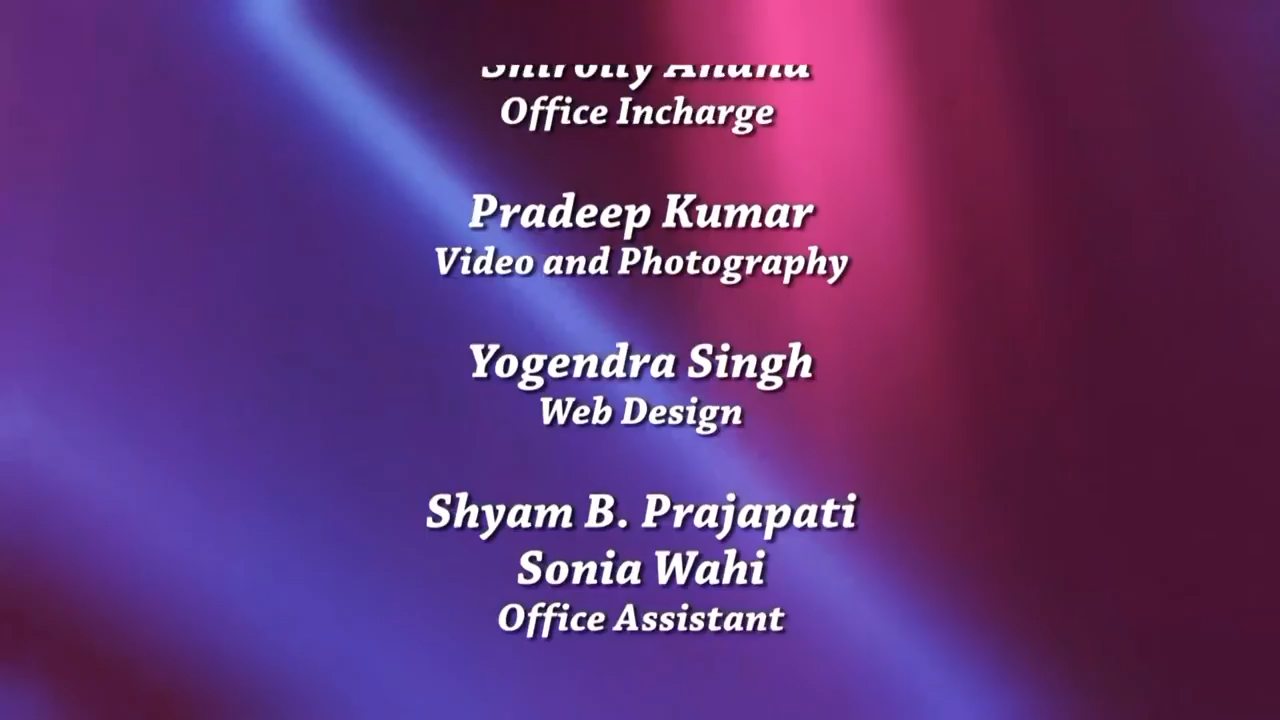 Office Incharge
Pradeep Kumar
Video and Photography
Yogendra Singh
Web Design
Shyam B. Prajapati
Sonia Wahi
Office Assistant